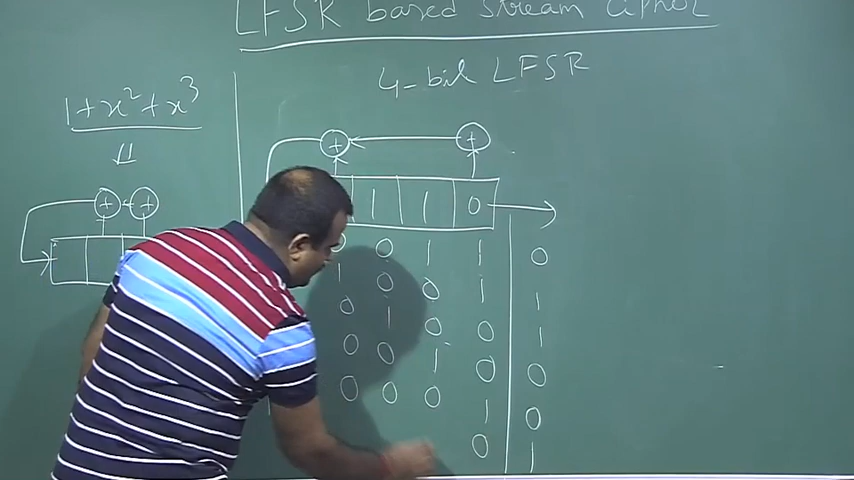 LFSR based Stream Cipher
4-bit LFSR
1+x²+x³
⇓
+ +
+ +
1 1 0
0 0 1 1 0
1 0 0 1 1
0 1 0 0 1
0 0 1 0 0
0 0 0 1 0
0 1